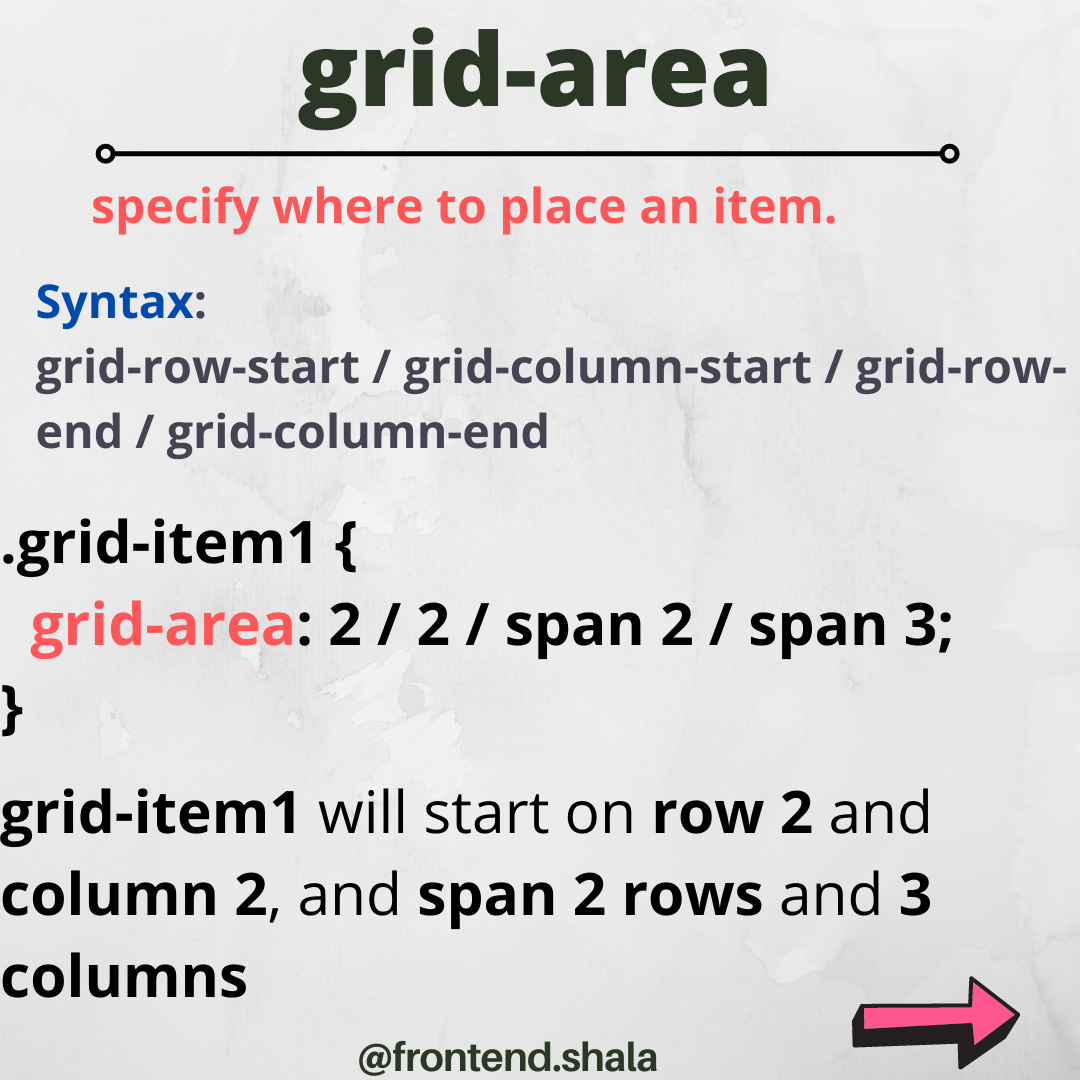 grid-area
specify where to place an item.
Syntax:
grid-row-start / grid-column-start / grid-row-
end / grid-column-end
.grid-item1 {
grid-area: 2 / 2 / span 2 / span 3;
}
grid-item1 will start on row 2 and
column 2, and span 2 rows and 3
columns
@frontend.shala